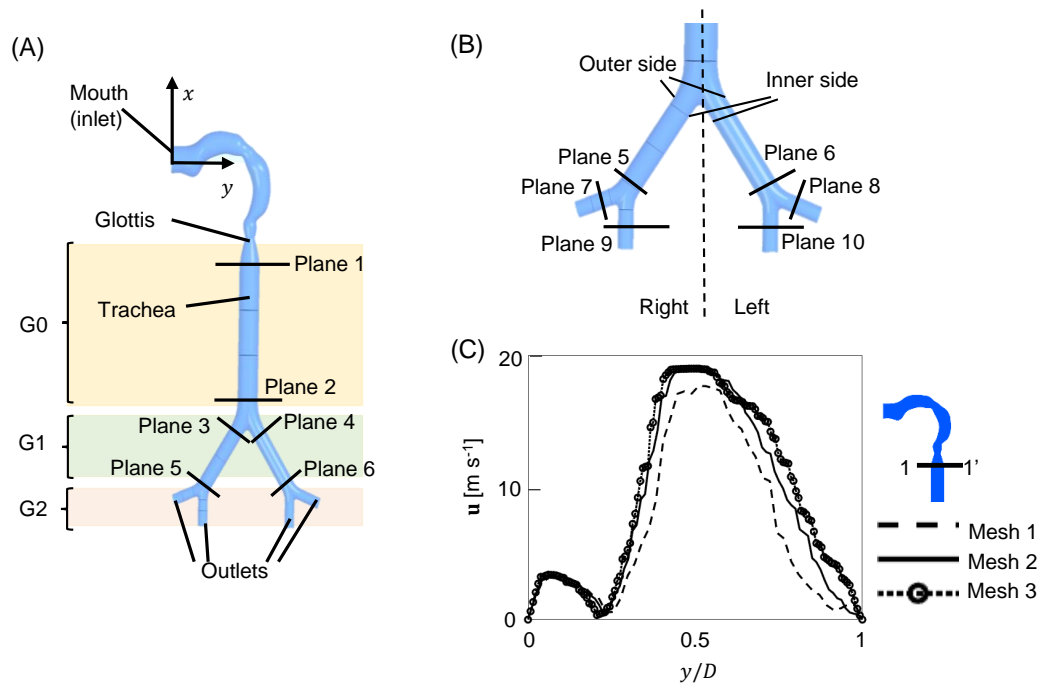 (A)
x
Mouth
(inlet)
y
Glottis
Plane 1
Trachea
G0
Plane 2
Plane 3
Plane 4
G1
Plane 5
Plane 6
G2
Outlets
(B)
Outer side
Inner side
Plane 5
Plane 6
Plane 7
Plane 8
Plane 9
Plane 10
Right
Left
(C)
20
10
0
u [m s⁻¹]
0
0.5
1
y/D
1
1'
Mesh 1
Mesh 2
Mesh 3